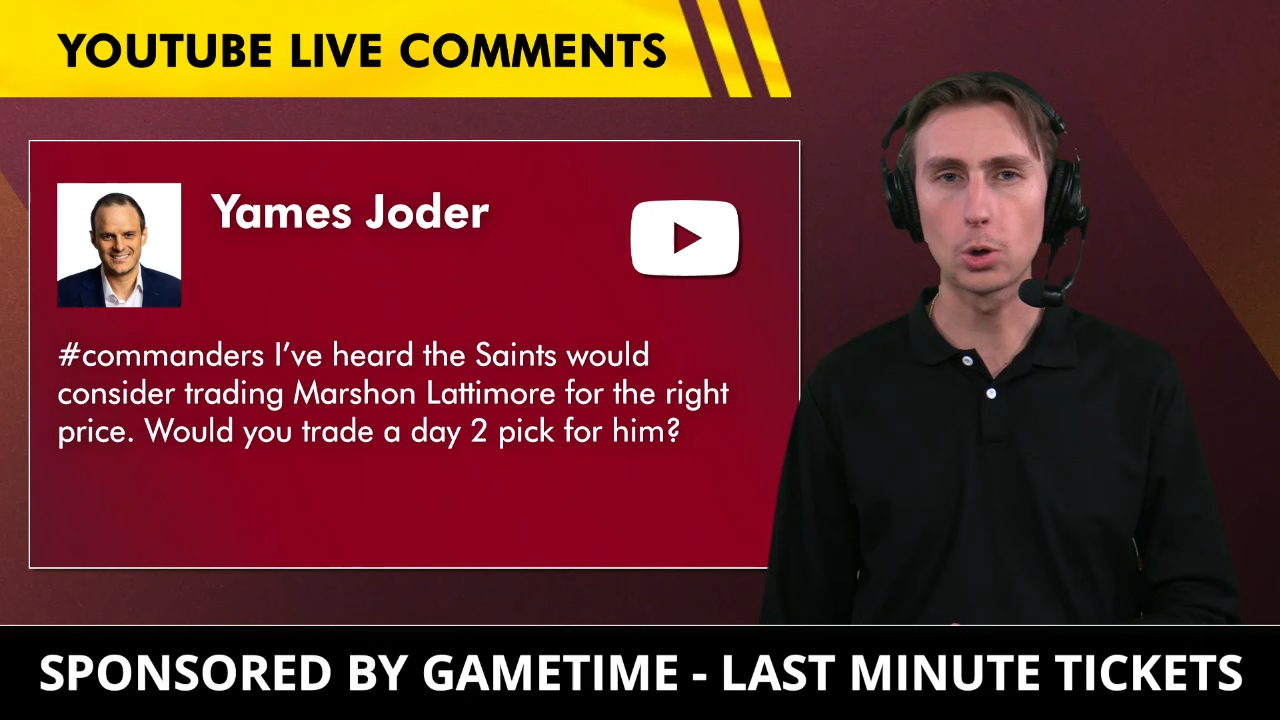 YOUTUBE LIVE COMMENTS
Yames Joder
#commanders I’ve heard the Saints would
consider trading Marshon Lattimore for the right
price. Would you trade a day 2 pick for him?
SPONSORED BY GAMETIME - LAST MINUTE TICKETS